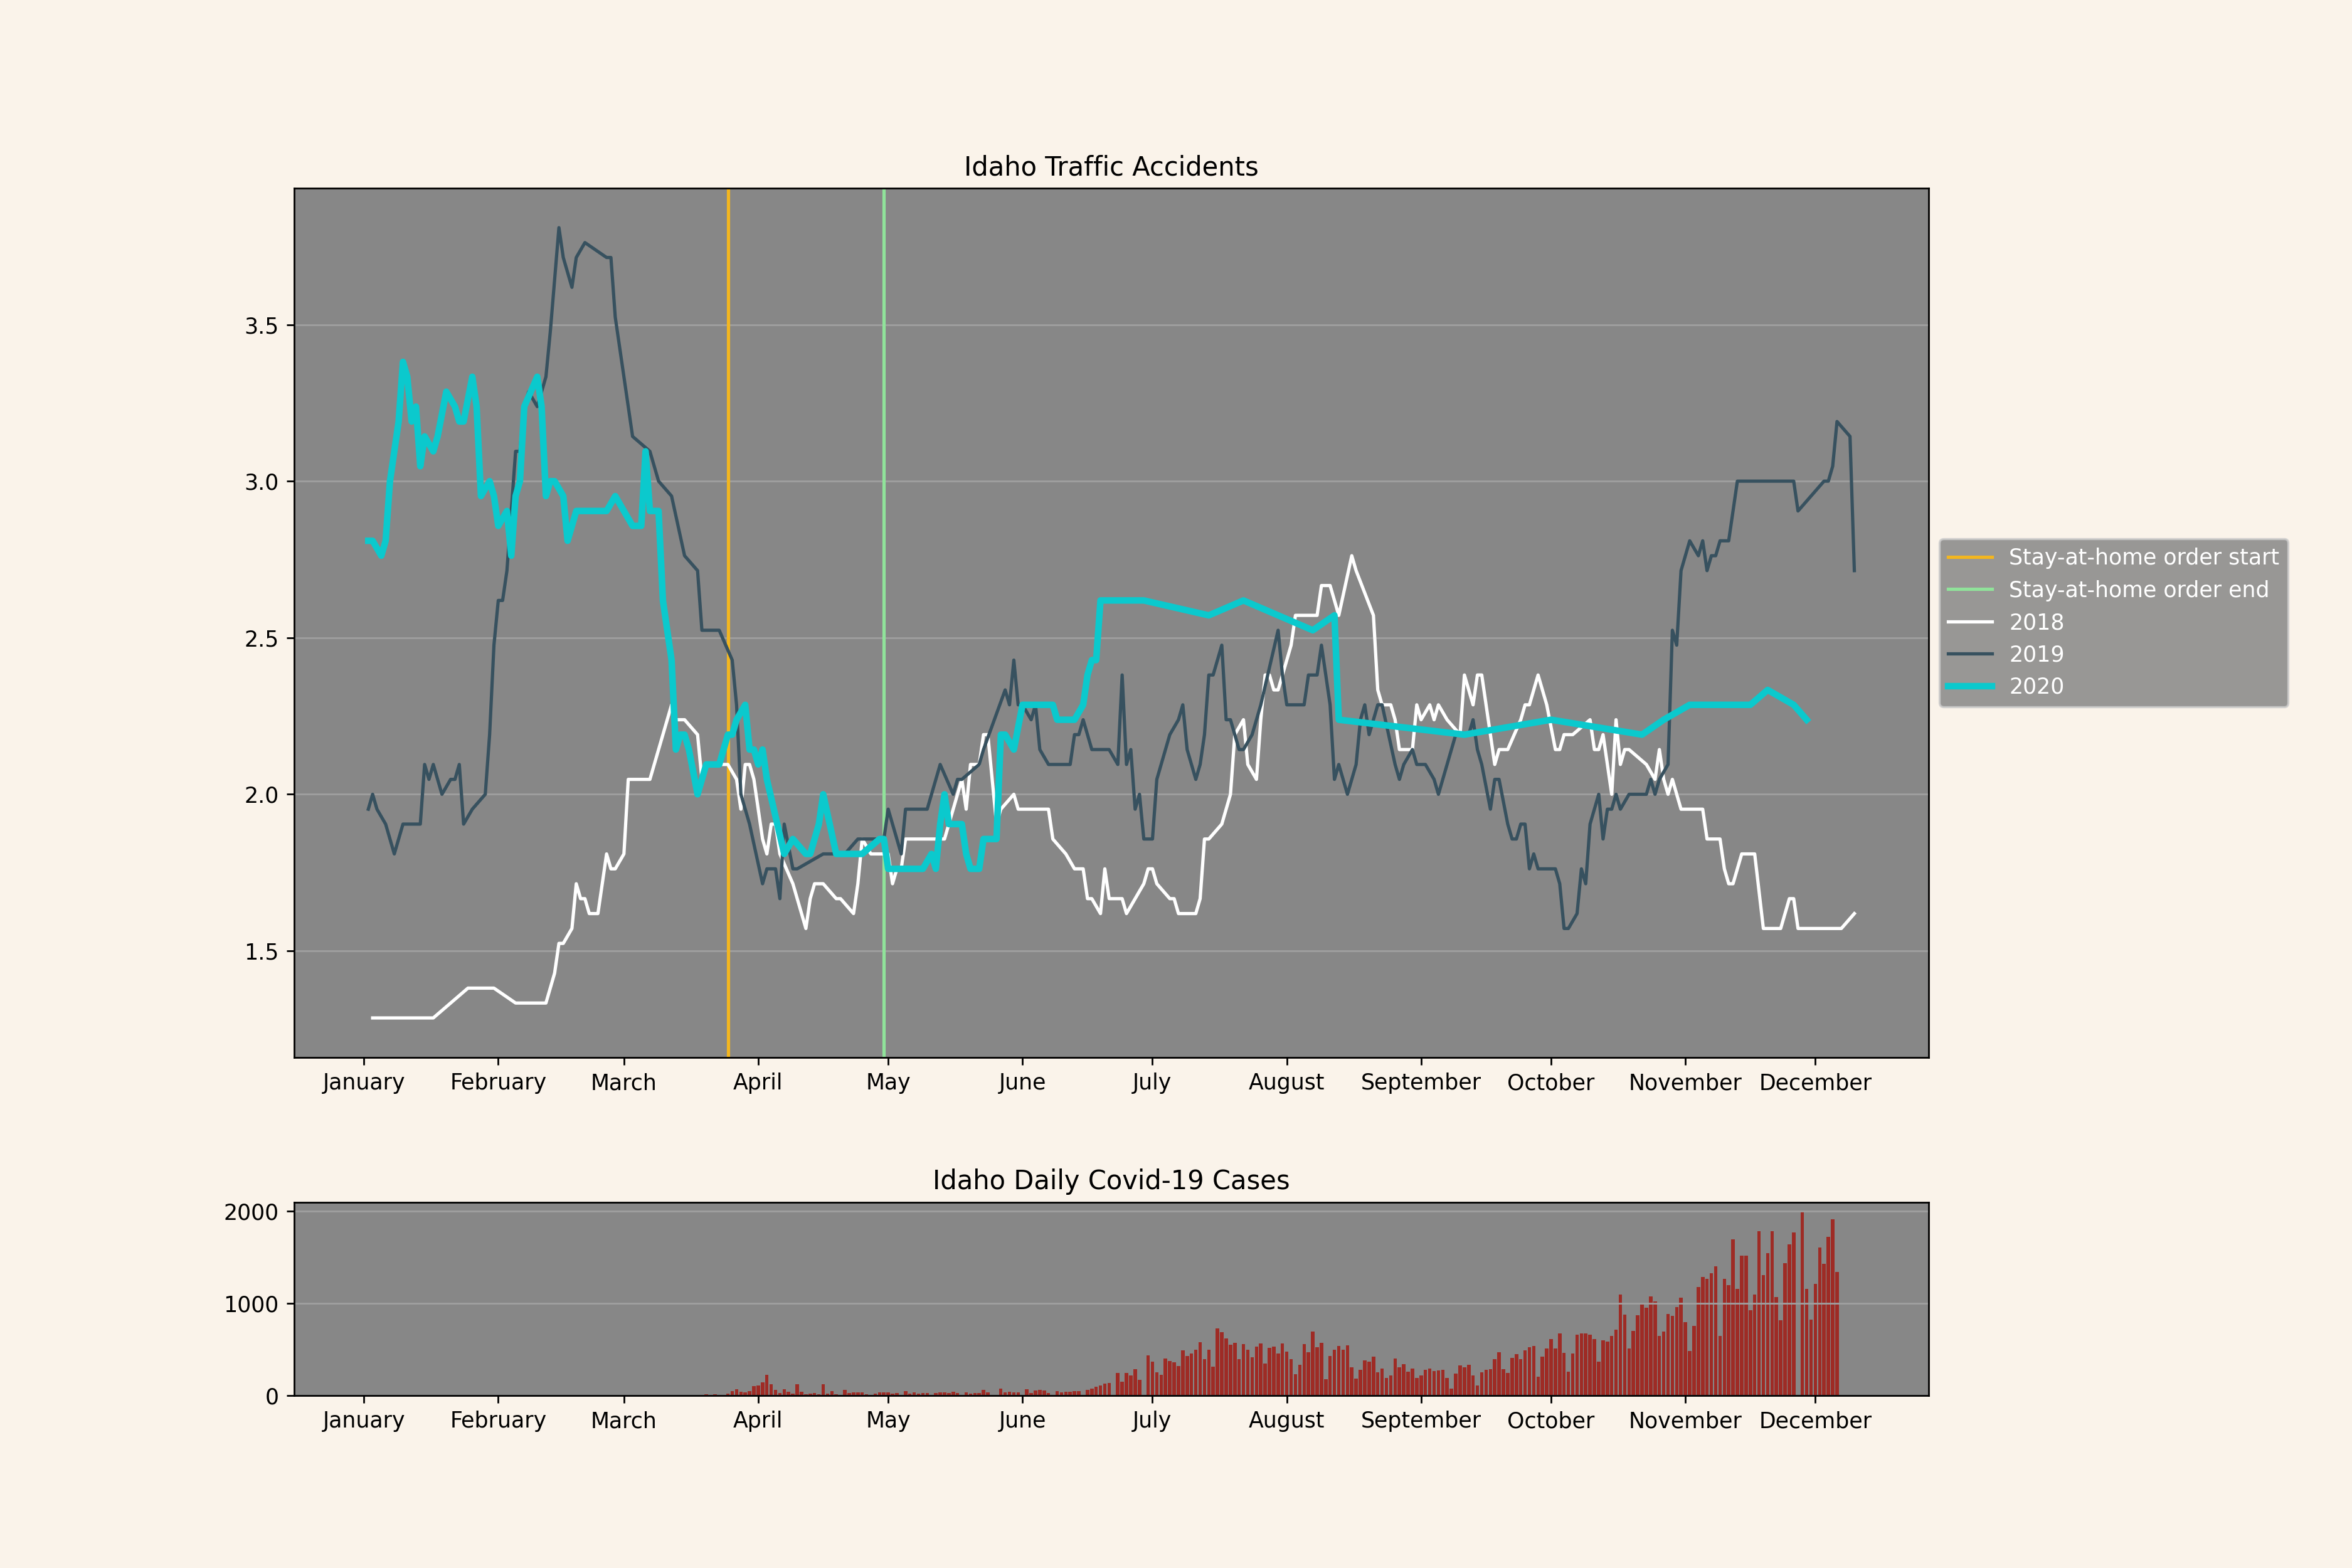 Idaho Traffic Accidents
3.5
3.0
2.5
2.0
1.5
January February March April May June July August September October November December
Stay-at-home order start
Stay-at-home order end
2018
2019
2020
Idaho Daily Covid-19 Cases
2000
1000
0
January February March April May June July August September October November December